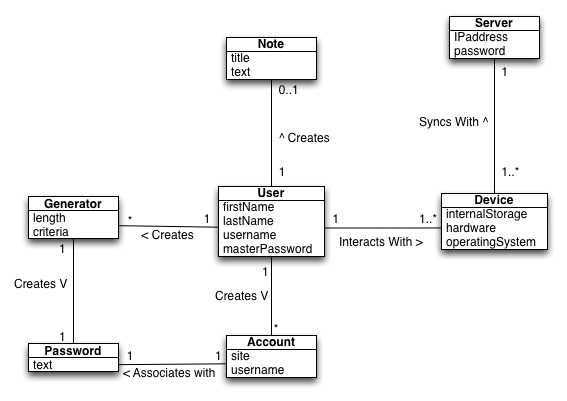 Server
IPaddress
password
1
Note
title
text
0..1
^ Creates
1
Syncs With ^
1..*
User
firstName
lastName
username
masterPassword
Generator
length
criteria
*
1
< Creates
1
1..*
Interacts With >
Device
internalStorage
hardware
operatingSystem
1
Creates V
1
1
Creates V
*
Password
text
1
1
< Associates with
Account
site
username